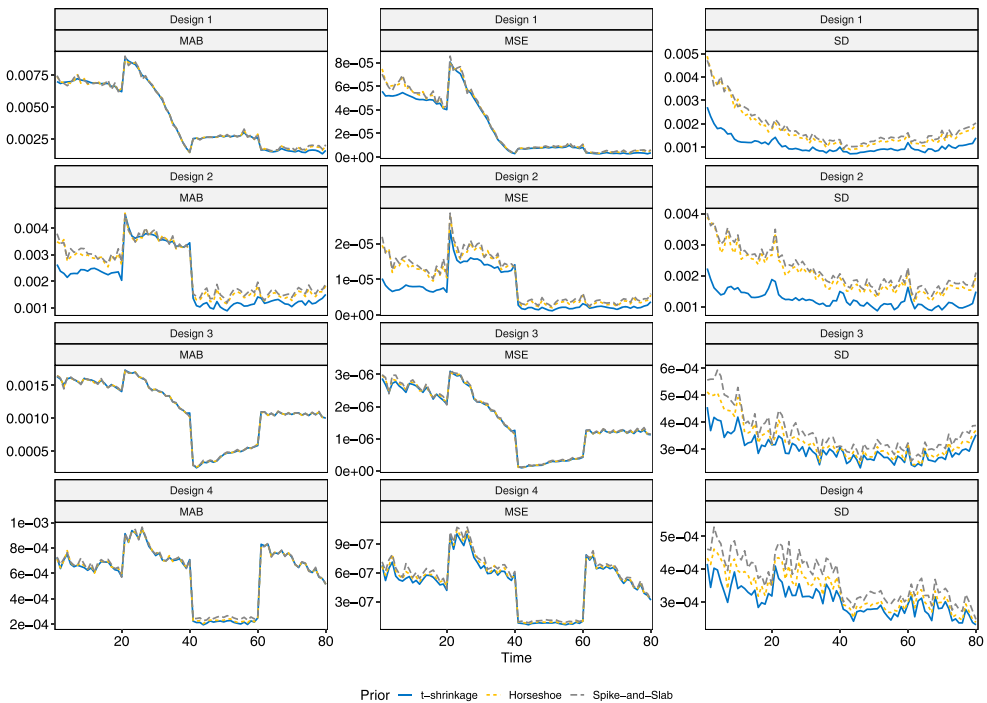 Design 1 Design 1 Design 1
MAB MSE SD
0.0075 0.0050 0.0025
8e−05 6e−05 4e−05 2e−05 0e+00
0.005 0.004 0.003 0.002 0.001
Design 2 Design 2 Design 2
MAB MSE SD
0.004 0.003 0.002 0.001
2e−05 1e−05 0e+00
0.004 0.003 0.002 0.001
Design 3 Design 3 Design 3
MAB MSE SD
0.0015 0.0010 0.0005
3e−06 2e−06 1e−06 0e+00
6e−04 5e−04 4e−04 3e−04
Design 4 Design 4 Design 4
MAB MSE SD
1e−03 8e−04 6e−04 4e−04 2e−04
9e−07 6e−07 3e−07
5e−04 4e−04 3e−04
20 40 60 80 20 40 60 80 20 40 60 80
Time
Prior t−shrinkage Horseshoe Spike−and−Slab